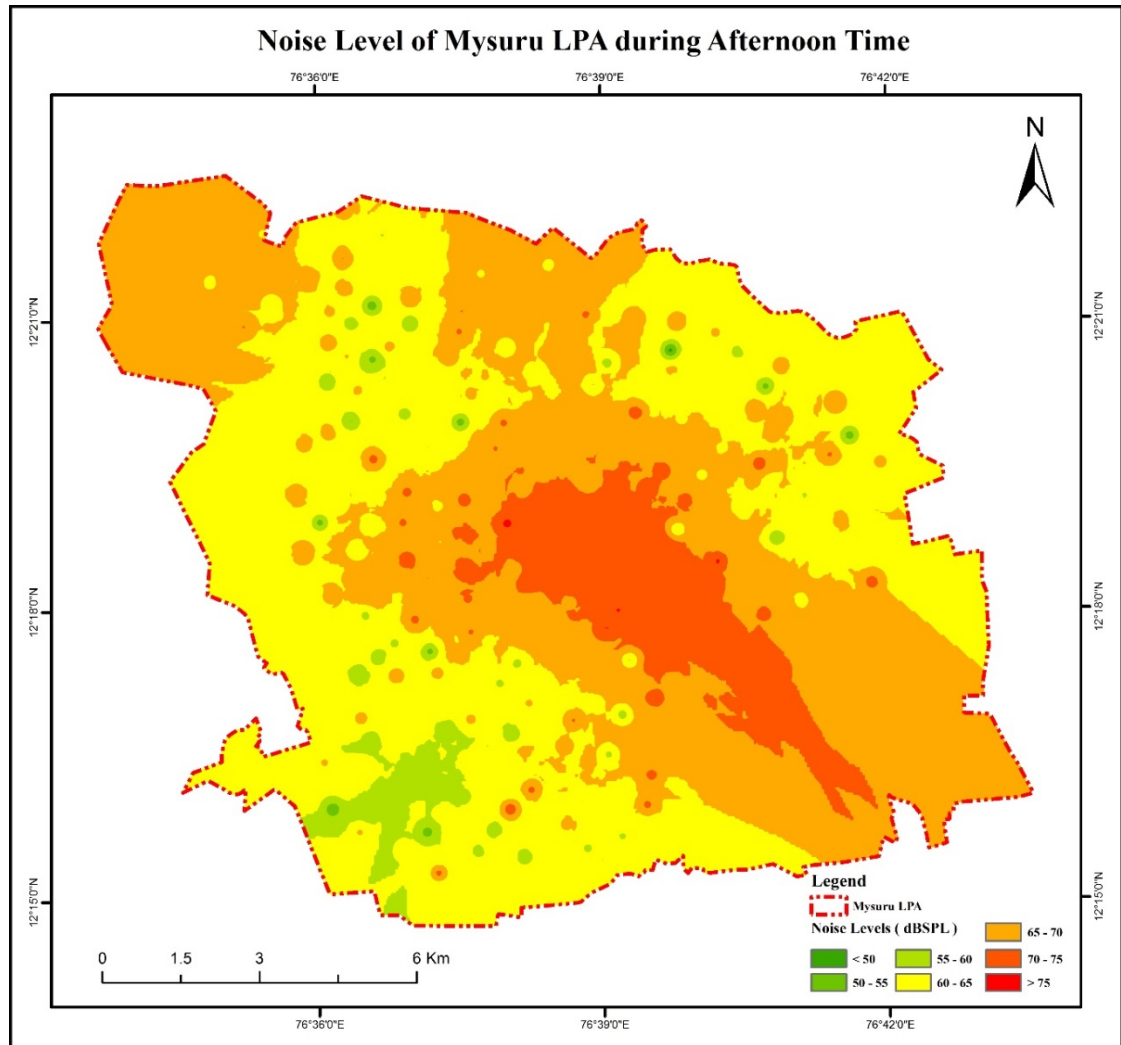 Noise Level of Mysuru LPA during Afternoon Time
76°36'0"E 76°39'0"E 76°42'0"E
N
12°21'0"N 12°21'0"N
12°18'0"N 12°18'0"N
12°15'0"N 12°15'0"N
Legend
Mysuru LPA
Noise Levels ( dBSPL )
65 - 70
< 50 55 - 60 70 - 75
50 - 55 60 - 65 > 75
0 1.5 3 6 Km
76°36'0"E 76°39'0"E 76°42'0"E